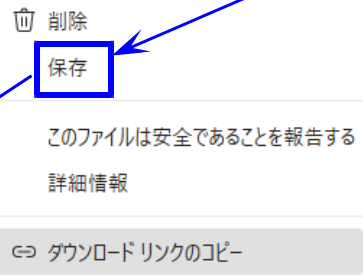 削除
保存
このファイルは安全であることを報告する
詳細情報
ダウンロード リンクのコピー